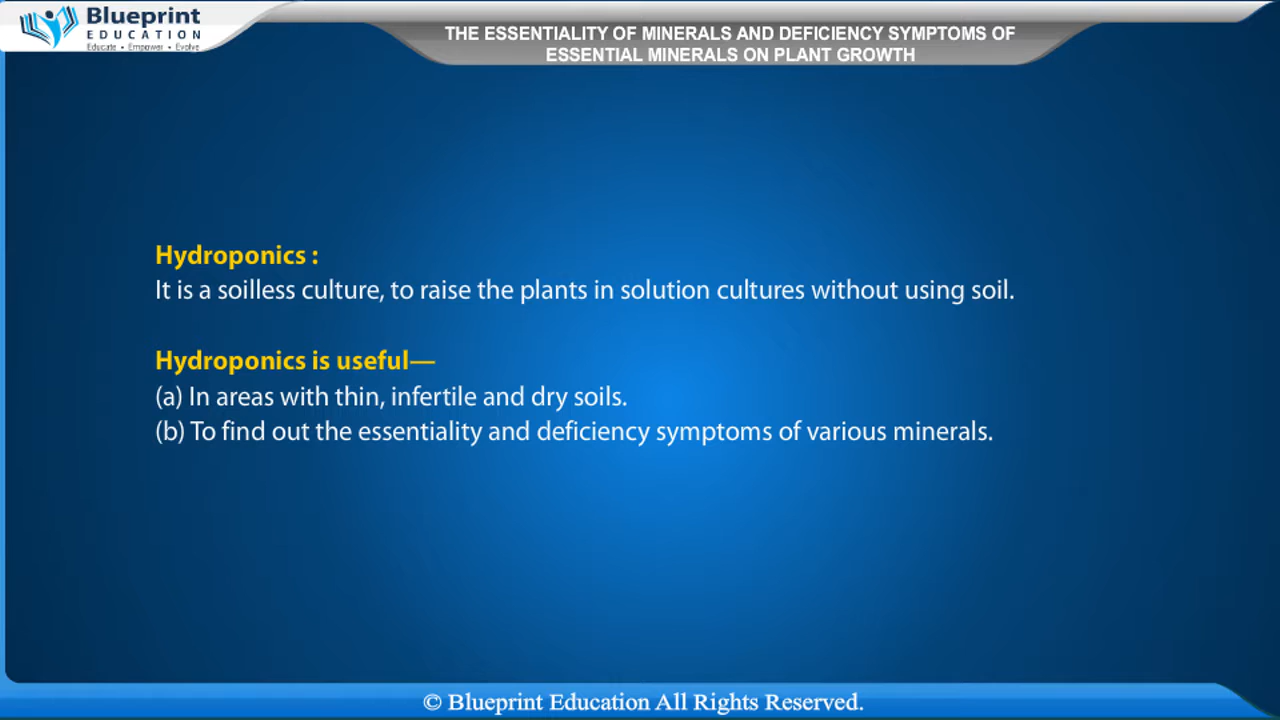 Blueprint
EDUCATION
Educate • Empower • Evolve
THE ESSENTIALITY OF MINERALS AND DEFICIENCY SYMPTOMS OF
ESSENTIAL MINERALS ON PLANT GROWTH
Hydroponics :
It is a soilless culture, to raise the plants in solution cultures without using soil.
Hydroponics is useful—
(a) In areas with thin, infertile and dry soils.
(b) To find out the essentiality and deficiency symptoms of various minerals.
© Blueprint Education All Rights Reserved.